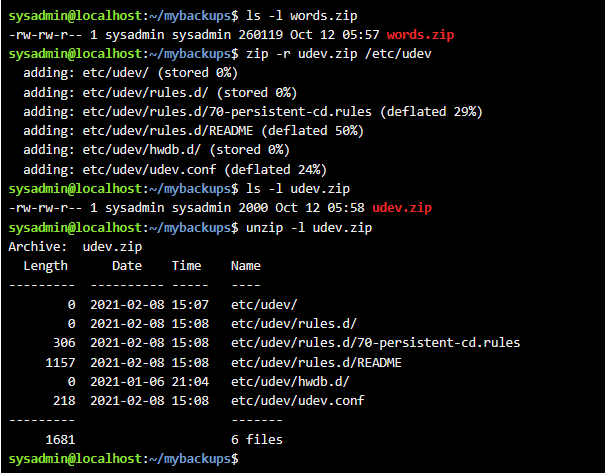 sysadmin@localhost:~/mybackups$ ls -l words.zip
-rw-rw-r-- 1 sysadmin sysadmin 260119 Oct 12 05:57 words.zip
sysadmin@localhost:~/mybackups$ zip -r udev.zip /etc/udev
  adding: etc/udev/ (stored 0%)
  adding: etc/udev/rules.d/ (stored 0%)
  adding: etc/udev/rules.d/70-persistent-cd.rules (deflated 29%)
  adding: etc/udev/rules.d/README (deflated 50%)
  adding: etc/udev/hwdb.d/ (stored 0%)
  adding: etc/udev/udev.conf (deflated 24%)
sysadmin@localhost:~/mybackups$ ls -l udev.zip
-rw-rw-r-- 1 sysadmin sysadmin 2000 Oct 12 05:58 udev.zip
sysadmin@localhost:~/mybackups$ unzip -l udev.zip
Archive:  udev.zip
  Length      Date    Time    Name
---------  ---------- -----   ----
        0  2021-02-08 15:07   etc/udev/
        0  2021-02-08 15:08   etc/udev/rules.d/
      306  2021-02-08 15:08   etc/udev/rules.d/70-persistent-cd.rules
     1157  2021-02-08 15:08   etc/udev/rules.d/README
        0  2021-01-06 21:04   etc/udev/hwdb.d/
      218  2021-02-08 15:08   etc/udev/udev.conf
---------                     -------
     1681                     6 files
sysadmin@localhost:~/mybackups$